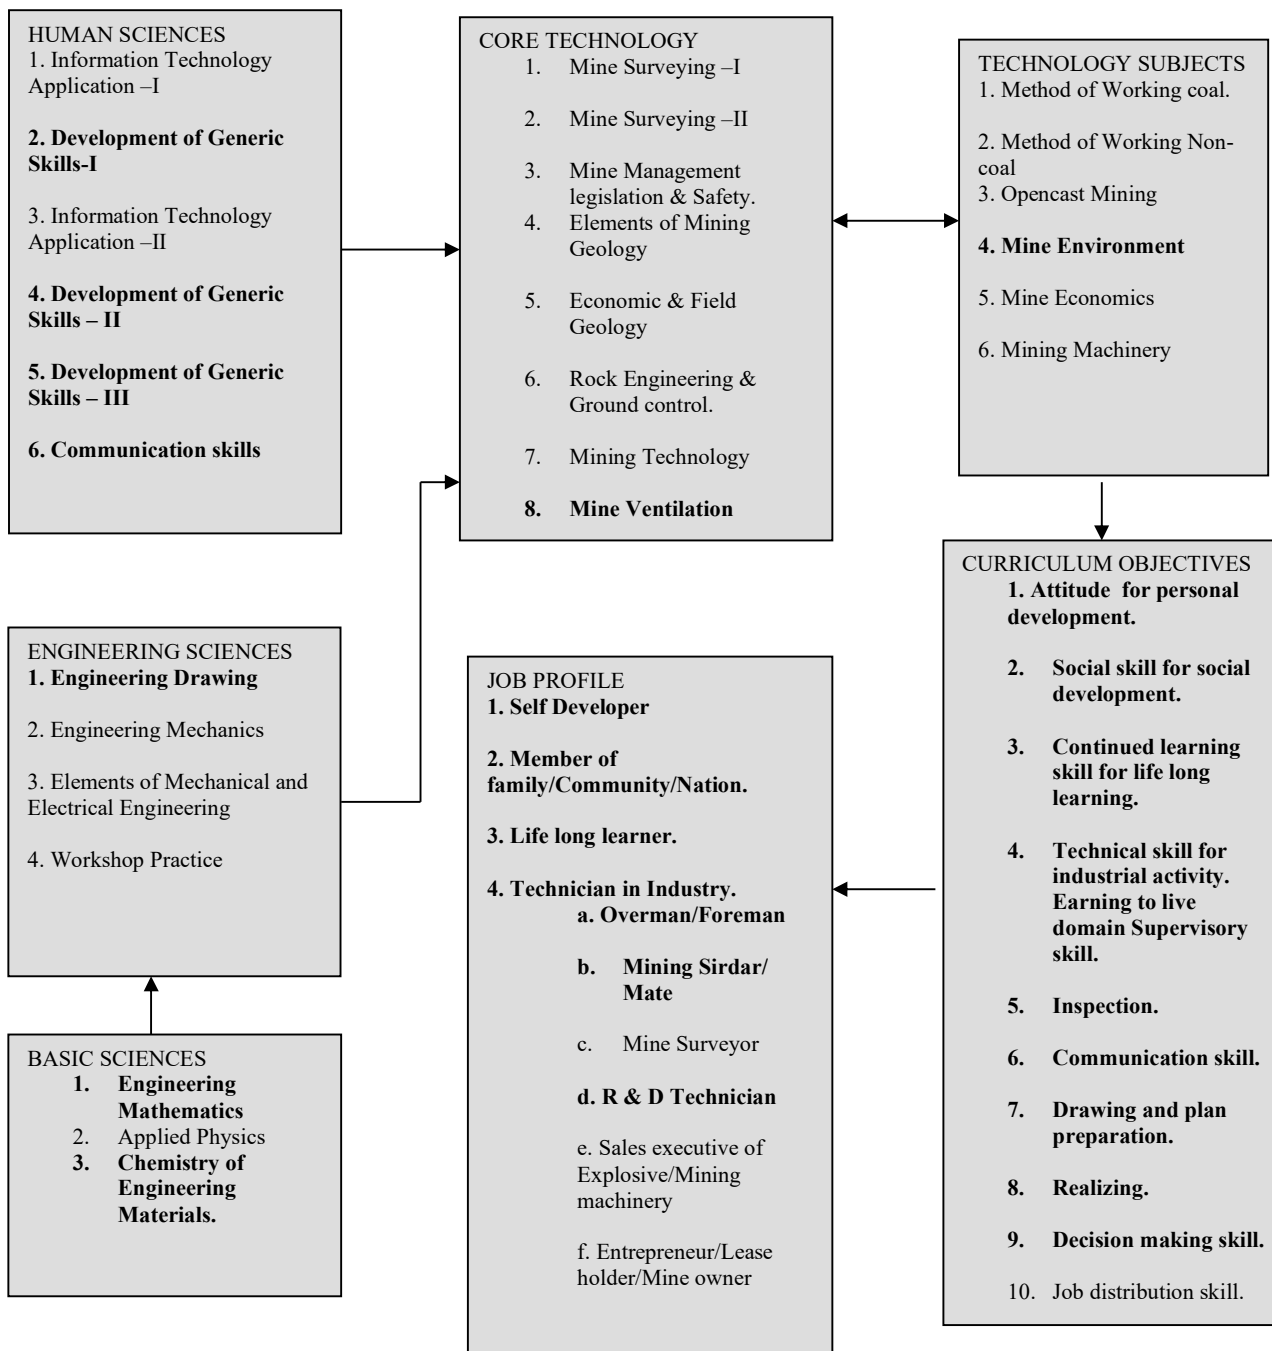 HUMAN SCIENCES
1. Information Technology
Application –I
2. Development of Generic
Skills-I
3. Information Technology
Application –II
4. Development of Generic
Skills – II
5. Development of Generic
Skills – III
6. Communication skills
CORE TECHNOLOGY
1. Mine Surveying –I
2. Mine Surveying –II
3. Mine Management
legislation & Safety.
4. Elements of Mining
Geology
5. Economic & Field
Geology
6. Rock Engineering &
Ground control.
7. Mining Technology
8. Mine Ventilation
TECHNOLOGY SUBJECTS
1. Method of Working coal.
2. Method of Working Non-
coal
3. Opencast Mining
4. Mine Environment
5. Mine Economics
6. Mining Machinery
ENGINEERING SCIENCES
1. Engineering Drawing
2. Engineering Mechanics
3. Elements of Mechanical and
Electrical Engineering
4. Workshop Practice
BASIC SCIENCES
1. Engineering
Mathematics
2. Applied Physics
3. Chemistry of
Engineering
Materials.
JOB PROFILE
1. Self Developer
2. Member of
family/Community/Nation.
3. Life long learner.
4. Technician in Industry.
a. Overman/Foreman
b. Mining Sirdar/
Mate
c. Mine Surveyor
d. R & D Technician
e. Sales executive of
Explosive/Mining
machinery
f. Entrepreneur/Lease
holder/Mine owner
CURRICULUM OBJECTIVES
1. Attitude for personal
development.
2. Social skill for social
development.
3. Continued learning
skill for life long
learning.
4. Technical skill for
industrial activity.
Earning to live
domain Supervisory
skill.
5. Inspection.
6. Communication skill.
7. Drawing and plan
preparation.
8. Realizing.
9. Decision making skill.
10. Job distribution skill.